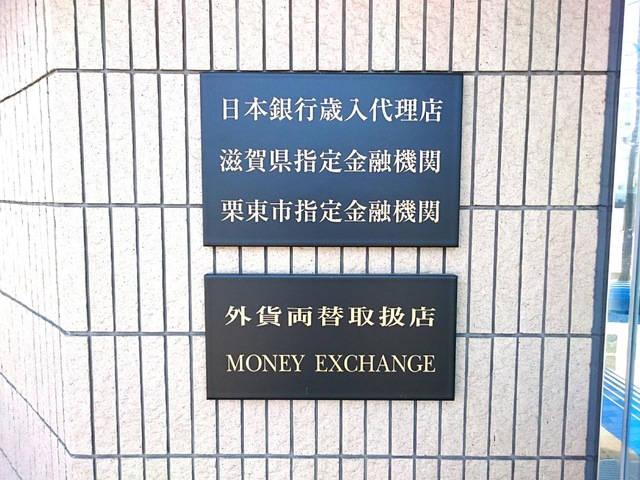 日本銀行歳入代理店
滋賀県指定金融機関
栗東市指定金融機関
外貨両替取扱店
MONEY EXCHANGE